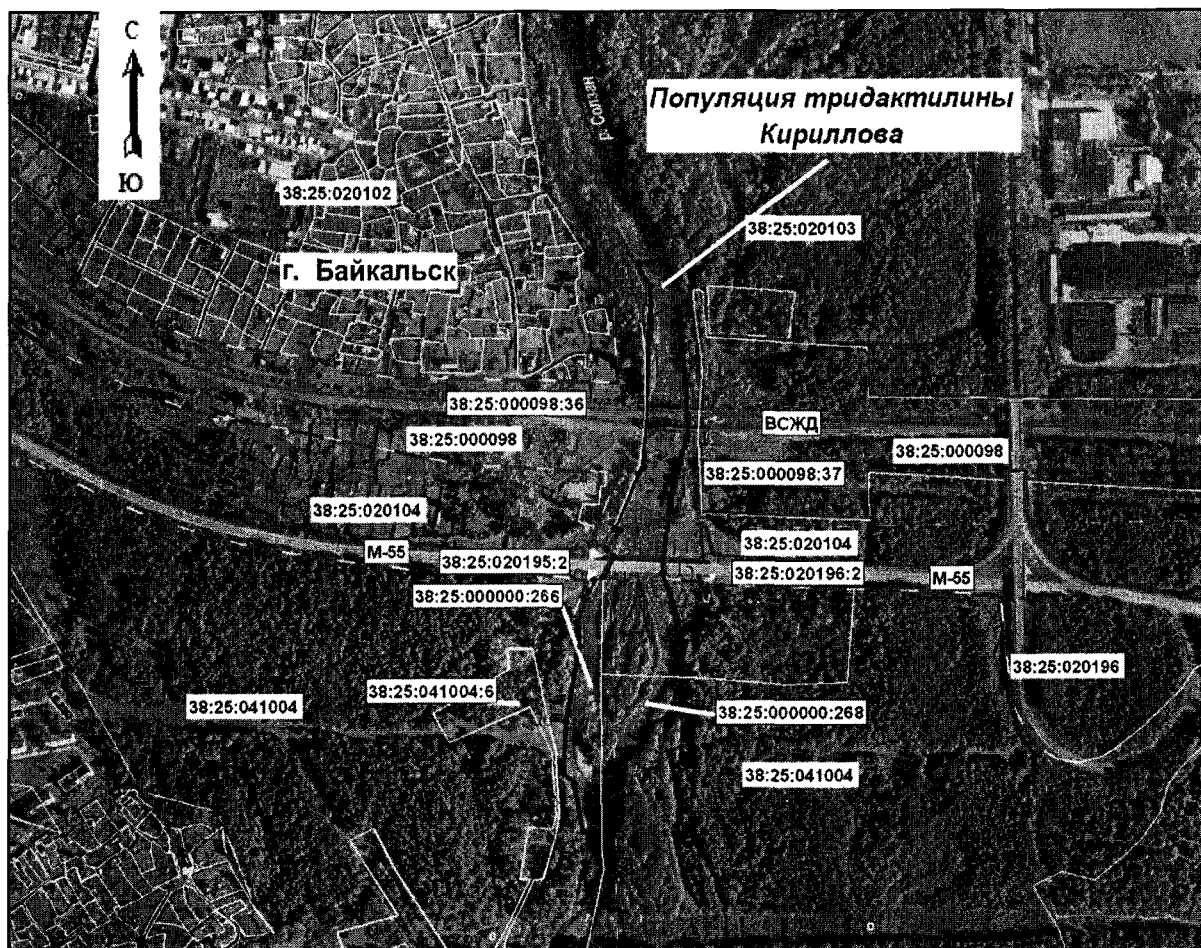 С
р. Солзан
Популяция тридактилины
Кириллова
Ю
38:25:020102
38:25:020103
г. Байкальск
38:25:000098:36
ВСЖД
38:25:000098
38:25:000098
38:25:000098:37
38:25:020104
М-55
38:25:020104
38:25:020195:2
38:25:020196:2
М-55
38:25:000000:266
38:25:020196
38:25:041004:6
38:25:041004
38:25:000000:268
38:25:041004